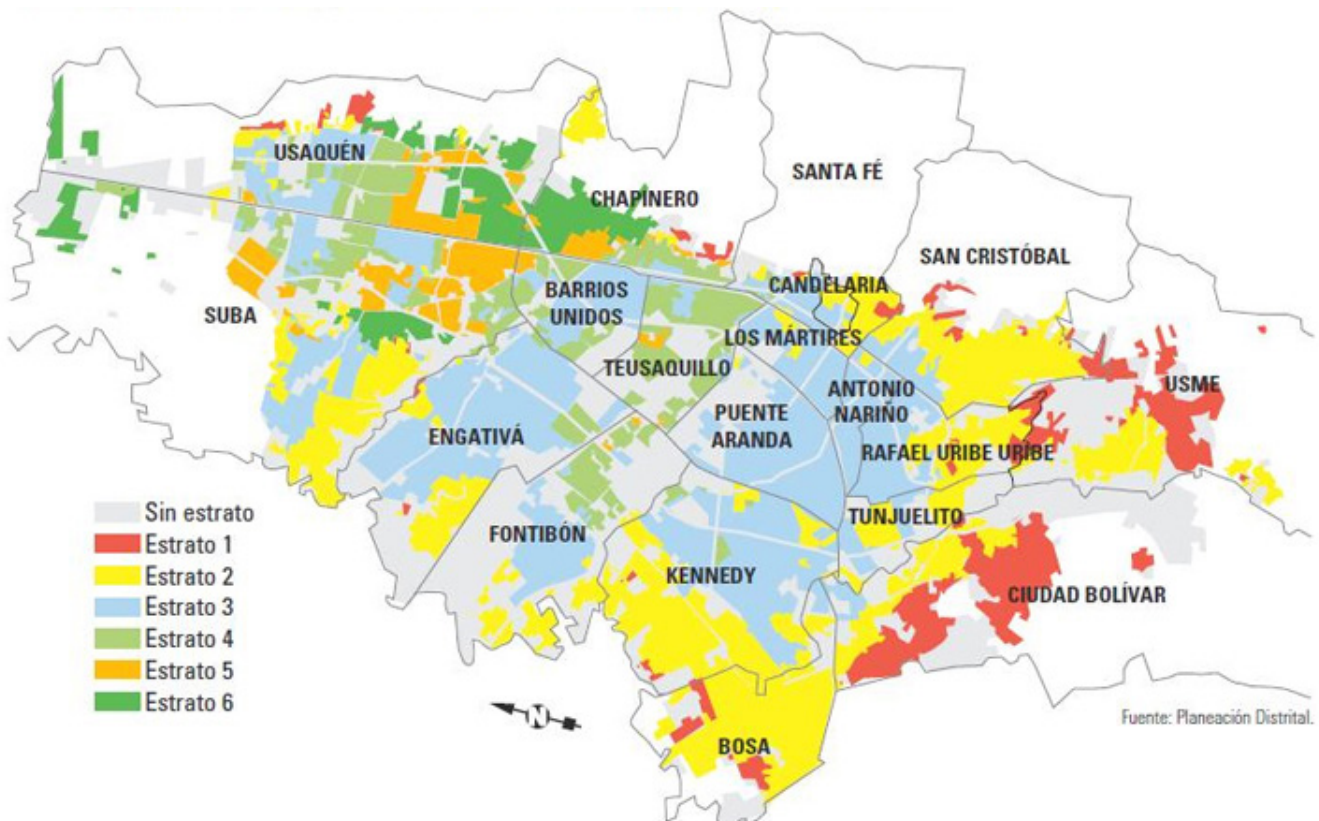 SANTA FÉ
USAQUÉN
CHAPINERO
SAN CRISTÓBAL
CANDELARIA
BARRIOS
UNIDOS
SUBA
LOS MÁRTIRES
TEUSAQUILLO
ANTONIO
NARIÑO
USME
PUENTE
ARANDA
ENGATIVÁ
RAFAEL URIBE URÍBE
TUNJUELITO
FONTIBÓN
KENNEDY
CIUDAD BOLÍVAR
BOSA
Sin estrato
Estrato 1
Estrato 2
Estrato 3
Estrato 4
Estrato 5
Estrato 6
N
Fuente: Planeación Distrital.